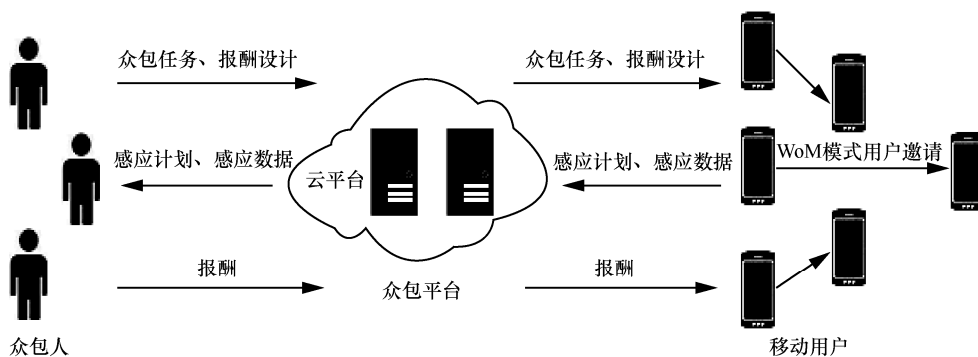 众包任务、报酬设计
众包任务、报酬设计
感应计划、感应数据
云平台
感应计划、感应数据
WoM模式用户邀请
报酬
众包平台
报酬
众包人
移动用户